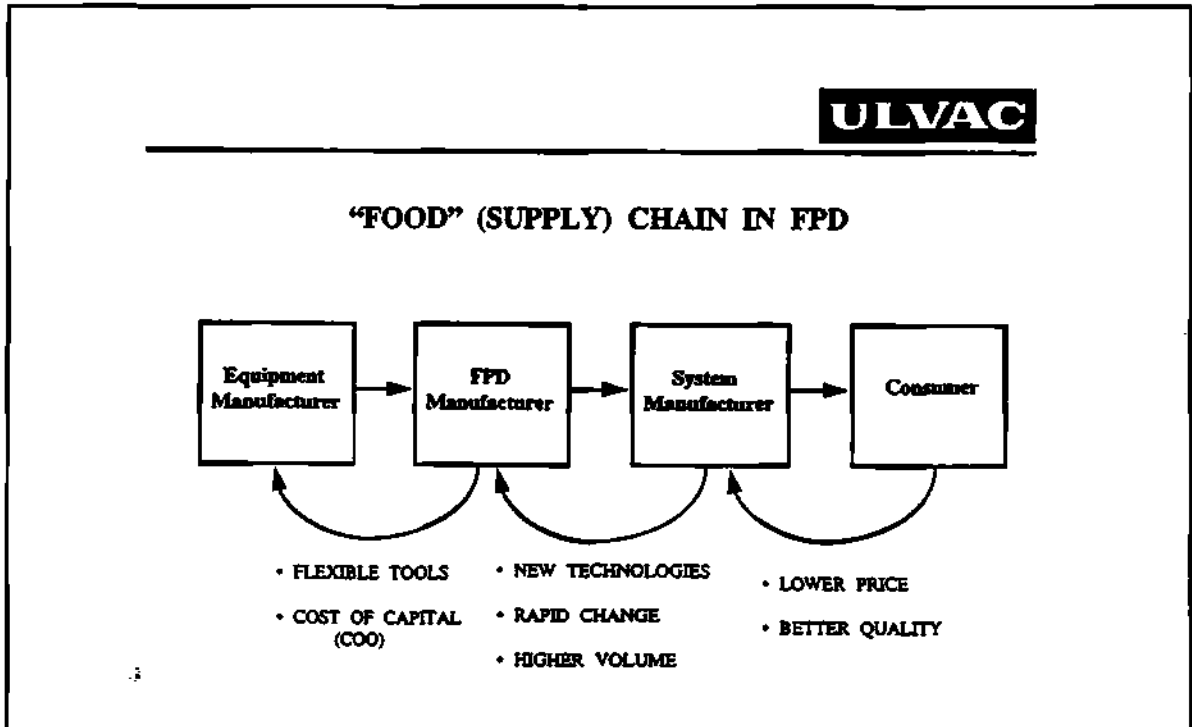 ULVAC
“FOOD” (SUPPLY) CHAIN IN FPD
Equipment
Manufacturer
FPD
Manufacturer
System
Manufacturer
Consumer
• FLEXIBLE TOOLS
• COST OF CAPITAL
(COO)
• NEW TECHNOLOGIES
• RAPID CHANGE
• HIGHER VOLUME
• LOWER PRICE
• BETTER QUALITY